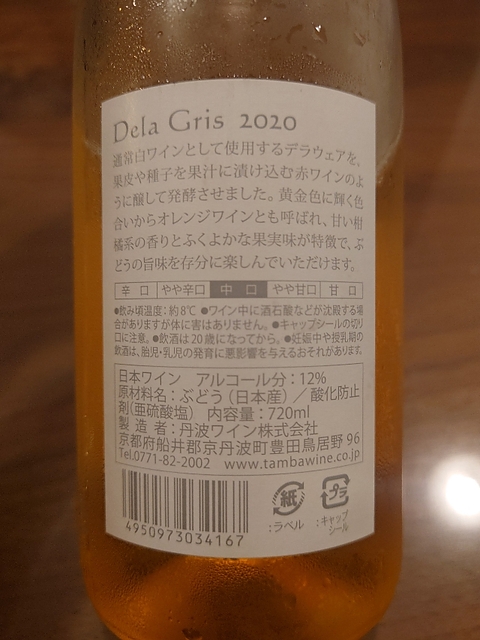 Dela Gris 2020
通常白ワインとして使用するデラウェアを、
果皮や種子を果汁に漬け込む赤ワインのよ
うに醸して発酵させました。黄金色に輝く色
合いからオレンジワインとも呼ばれ、甘い柑
橘系の香りとふくよかな果実味が特徴で、ぶ
どうの旨味を存分に楽しんでいただけます。
辛口 やや辛口 中口 やや甘口 甘口
●飲み頃温度：約8℃ ●ワイン中に酒石酸などが沈殿する場
合がありますが体に害はありません。●キャップシールの切り
口に注意。●飲酒は20歳になってから。●妊娠中や授乳期の
飲酒は、胎児・乳児の発育に悪影響を与えるおそれがあります。
日本ワイン アルコール分：12%
原材料名：ぶどう（日本産）／酸化防止
剤(亜硫酸塩) 内容量：720ml
製造者：丹波ワイン株式会社
京都府船井郡京丹波町豊田鳥居野 96
Tel.0771-82-2002 www.tambawine.co.jp
紙 プラ
：ラベル ：キャップ
シール
4950973034167